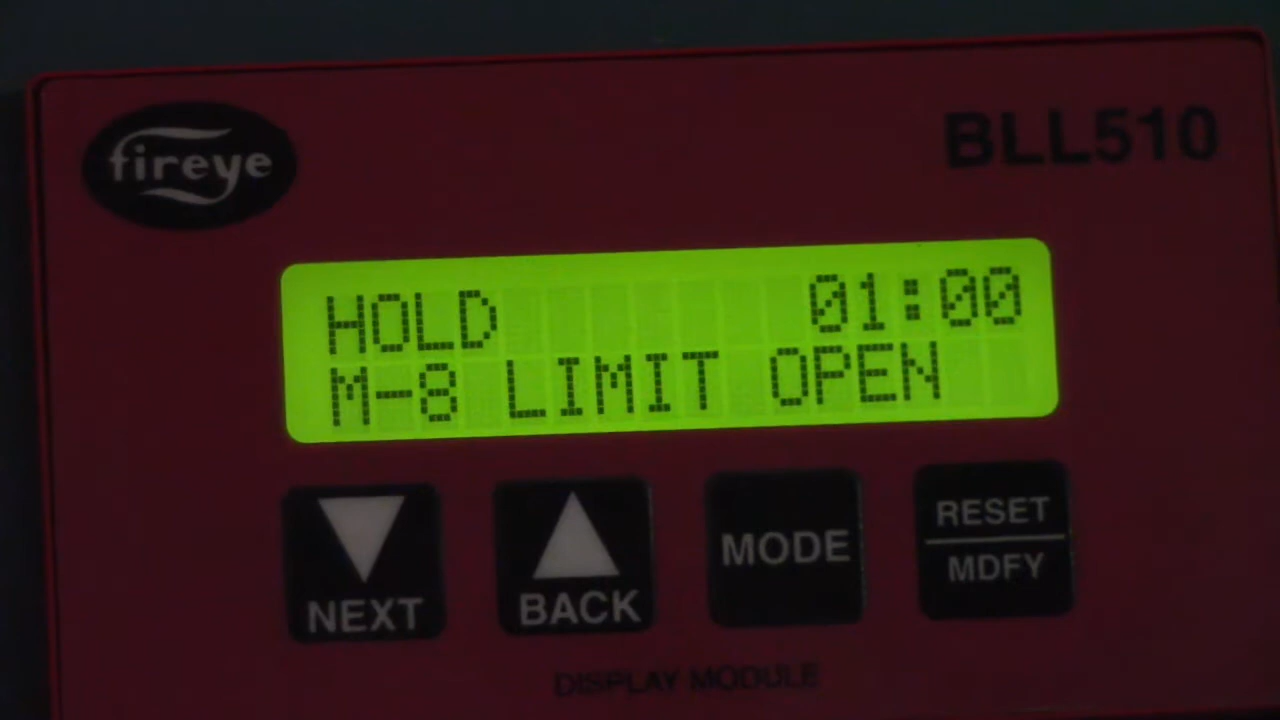 fireye
BLL510
HOLD 01:00
M-8 LIMIT OPEN
NEXT
BACK
MODE
RESET
MDFY
DISPLAY MODULE